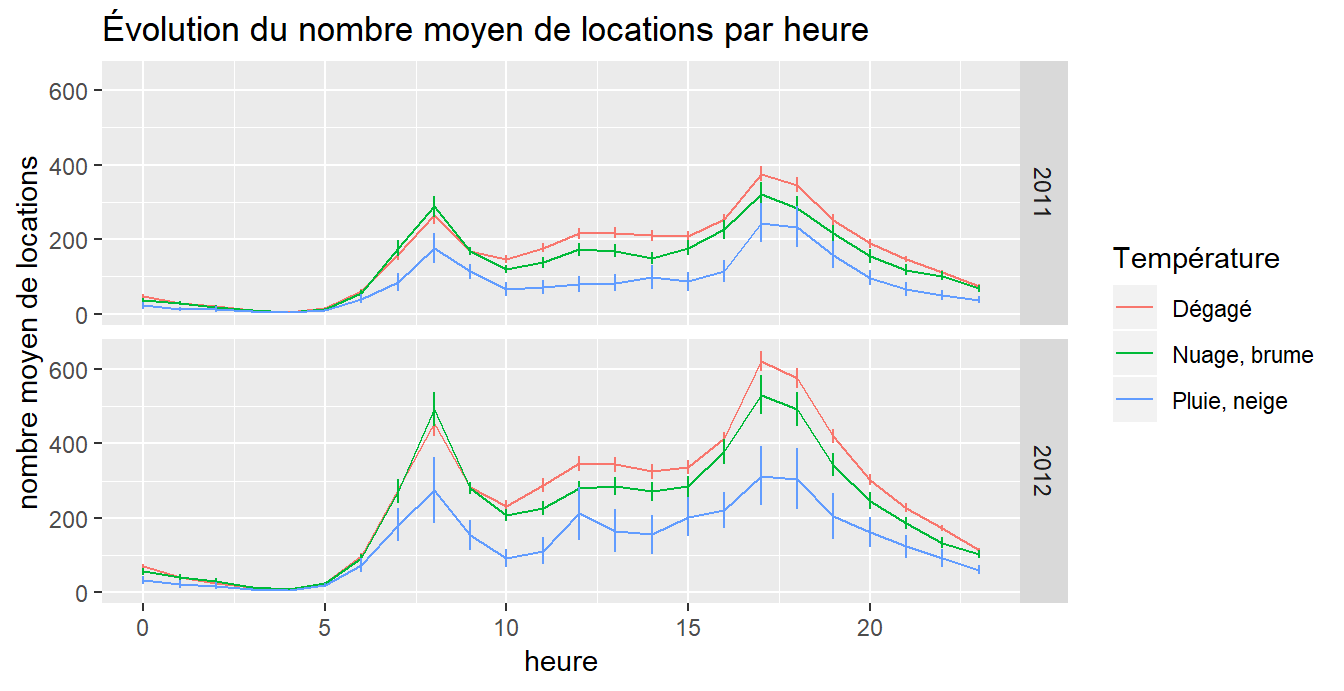 Évolution du nombre moyen de locations par heure
nombre moyen de locations
600
400
200
0
2011
600
400
200
0
2012
0
5
10
15
20
heure
Température
Dégagé
Nuage, brume
Pluie, neige